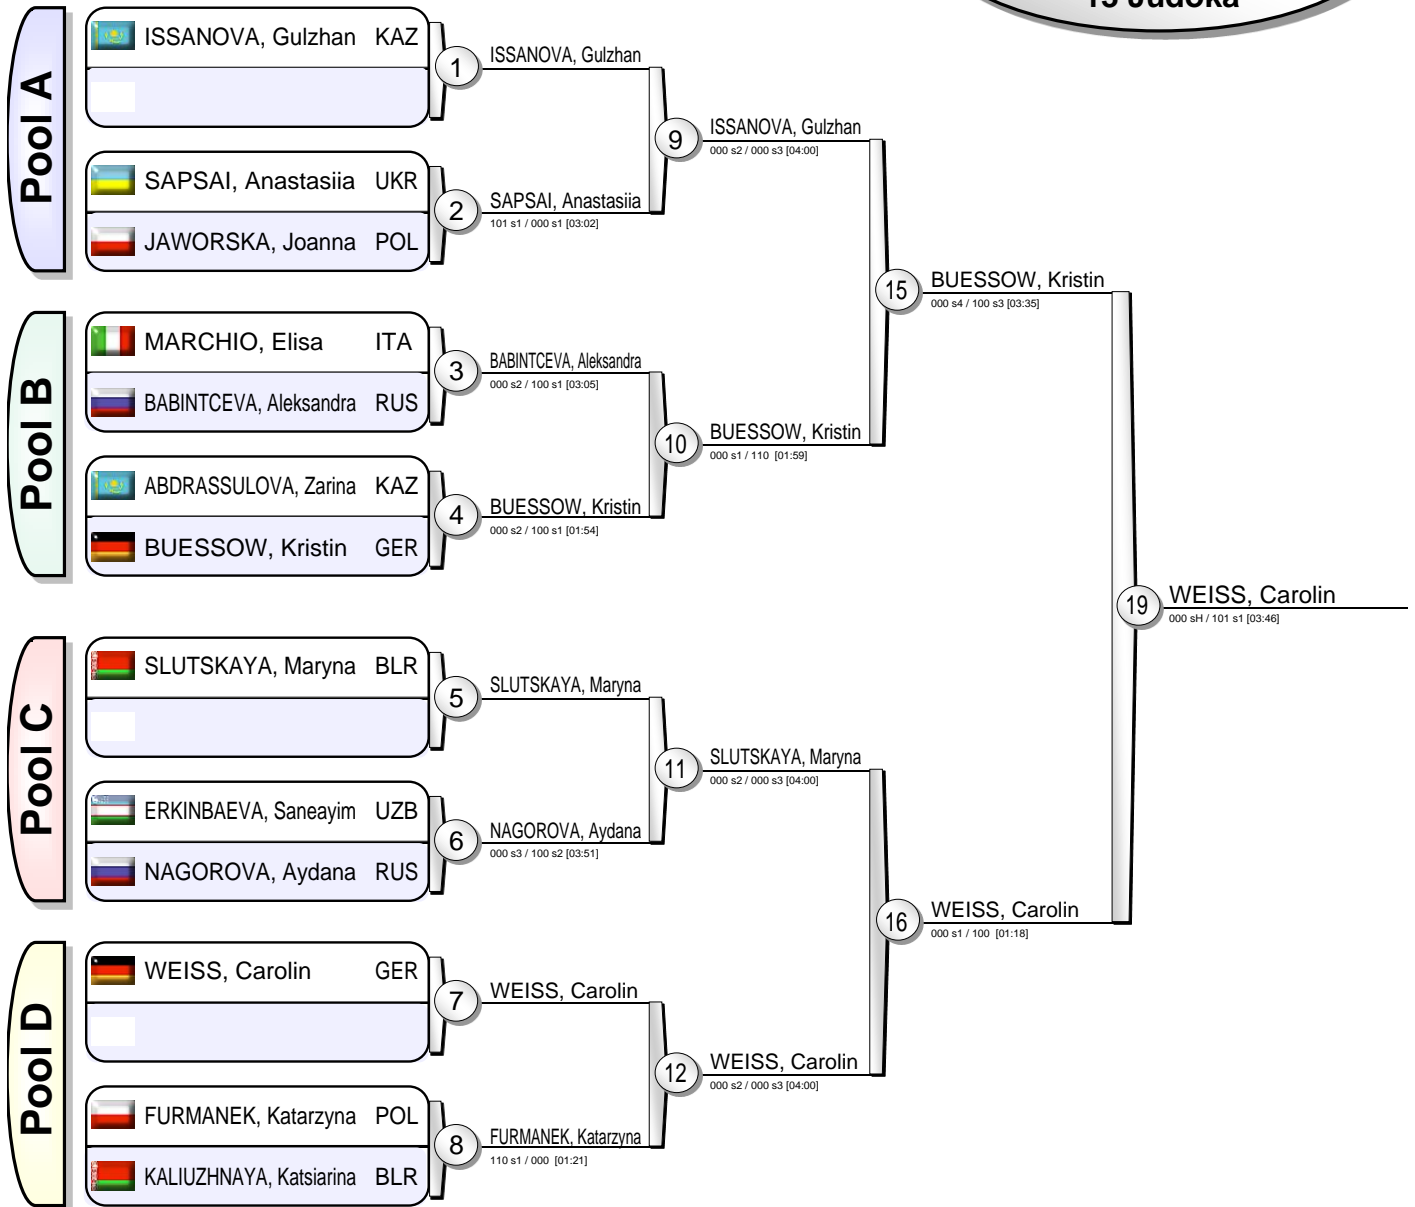 13 Judoka
Pool A
ISSANOVA, Gulzhan KAZ
SAPSAI, Anastasiia UKR
JAWORSKA, Joanna POL
Pool B
MARCHIO, Elisa ITA
BABINTCEVA, Aleksandra RUS
ABDRASSULOVA, Zarina KAZ
BUESSOW, Kristin GER
Pool C
SLUTSKAYA, Maryna BLR
ERKINBAEVA, Saneayim UZB
NAGOROVA, Aydana RUS
Pool D
WEISS, Carolin GER
FURMANEK, Katarzyna POL
KALIUZHNAYA, Katsiarina BLR
1
ISSANOVA, Gulzhan
2
SAPSAI, Anastasiia
101 s1 / 000 s1 [03:02]
3
BABINTCEVA, Aleksandra
000 s2 / 100 s1 [03:05]
4
BUESSOW, Kristin
000 s2 / 100 s1 [01:54]
5
SLUTSKAYA, Maryna
6
NAGOROVA, Aydana
000 s3 / 100 s2 [03:51]
7
WEISS, Carolin
8
FURMANEK, Katarzyna
110 s1 / 000 [01:21]
9
ISSANOVA, Gulzhan
000 s2 / 000 s3 [04:00]
10
BUESSOW, Kristin
000 s1 / 110 [01:59]
11
SLUTSKAYA, Maryna
000 s2 / 000 s3 [04:00]
12
WEISS, Carolin
000 s2 / 000 s3 [04:00]
15
BUESSOW, Kristin
000 s4 / 100 s3 [03:35]
16
WEISS, Carolin
000 s1 / 100 [01:18]
19
WEISS, Carolin
000 sH / 101 s1 [03:46]